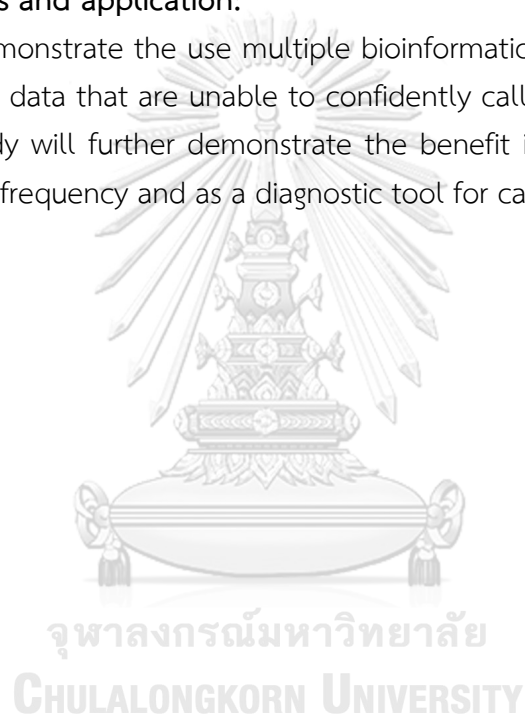 s and application.
monstrate the use multiple bioinformation
data that are unable to confidently call
dy will further demonstrate the benefit i
frequency and as a diagnostic tool for ca
จุฬาลงกรณ์มหาวิทยาลัย
CHULALONGKORN UNIVERSITY